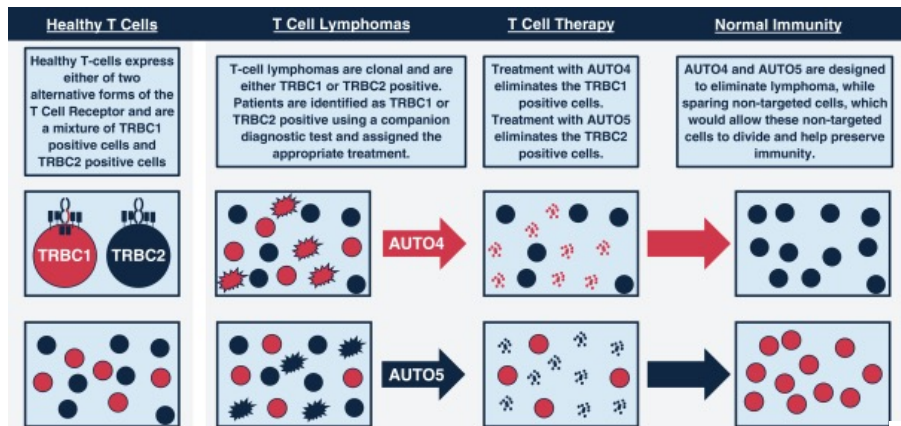 Healthy T Cells
T Cell Lymphomas
T Cell Therapy
Normal Immunity
Healthy T-cells express
either of two
alternative forms of the
T Cell Receptor and are
a mixture of TRBC1
positive cells and
TRBC2 positive cells
T-cell lymphomas are clonal and are
either TRBC1 or TRBC2 positive.
Patients are identified as TRBC1 or
TRBC2 positive using a companion
diagnostic test and assigned the
appropriate treatment.
Treatment with AUTO4
eliminates the TRBC1
positive cells.
Treatment with AUTO5
eliminates the TRBC2
positive cells.
AUTO4 and AUTO5 are designed
to eliminate lymphoma, while
sparing non-targeted cells, which
would allow these non-targeted
cells to divide and help preserve
immunity.
TRBC1
TRBC2
AUTO4
AUTO5